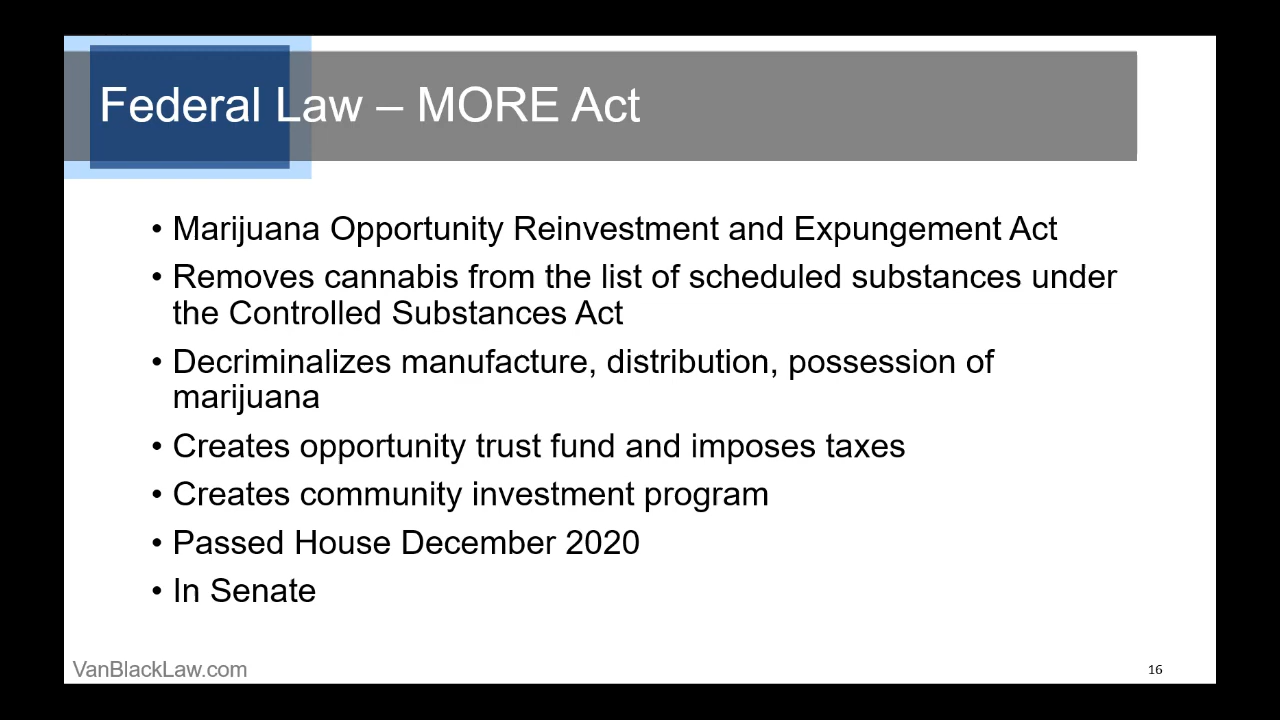 Federal Law – MORE Act
• Marijuana Opportunity Reinvestment and Expungement Act
• Removes cannabis from the list of scheduled substances under
the Controlled Substances Act
• Decriminalizes manufacture, distribution, possession of
marijuana
• Creates opportunity trust fund and imposes taxes
• Creates community investment program
• Passed House December 2020
• In Senate
VanBlackLaw.com
16